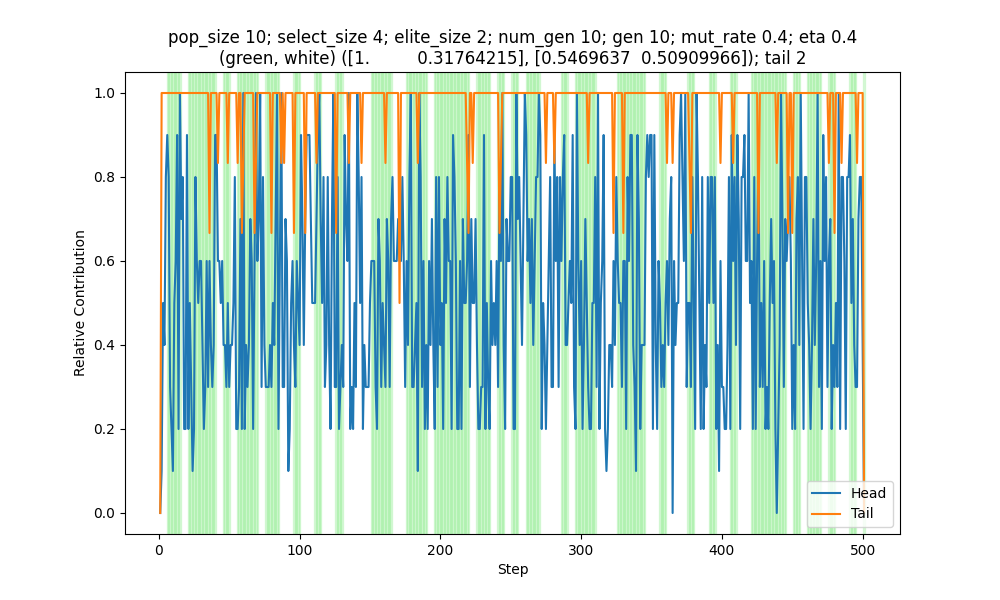 pop_size 10; select_size 4; elite_size 2; num_gen 10; gen 10; mut_rate 0.4; eta 0.4
(green, white) ([1.         0.31764215], [0.5469637  0.50909966]); tail 2
1.0
0.8
0.6
0.4
0.2
0.0
Relative Contribution
Head
Tail
0
100
200
300
400
500
Step